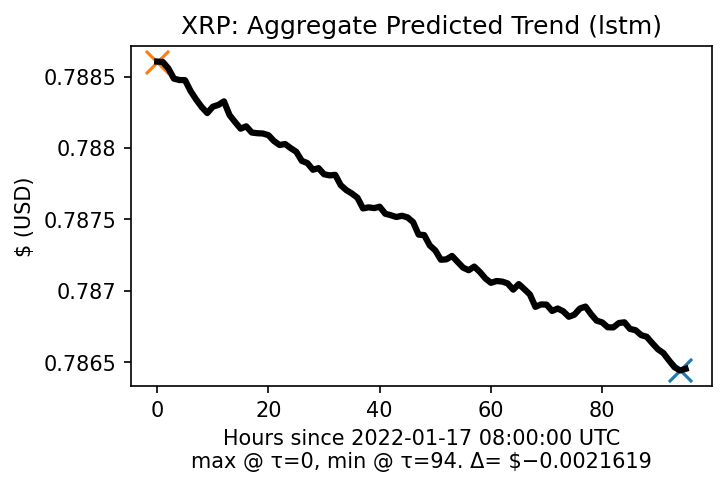 XRP: Aggregate Predicted Trend (lstm)
$ (USD)
0.7885
0.788
0.7875
0.787
0.7865
0 20 40 60 80
Hours since 2022-01-17 08:00:00 UTC
max @ τ=0, min @ τ=94. Δ= $−0.0021619